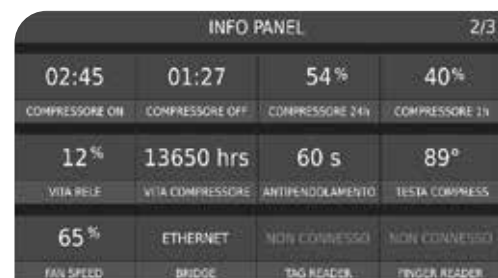 INFO PANEL 2/3
02:45 01:27 54% 40%
COMPRESSORE ON COMPRESSORE OFF COMPRESSORE 24h COMPRESSORE 1h
12% 13650 hrs 60 s 89°
VITA RELE VITA COMPRESSORE ANTIPENDOLAMENTO TESTA COMPRESS
65% ETHERNET NON CONNESSO NON CONNESSO
FAN SPEED BRIDGE TAG READER FINGER READER